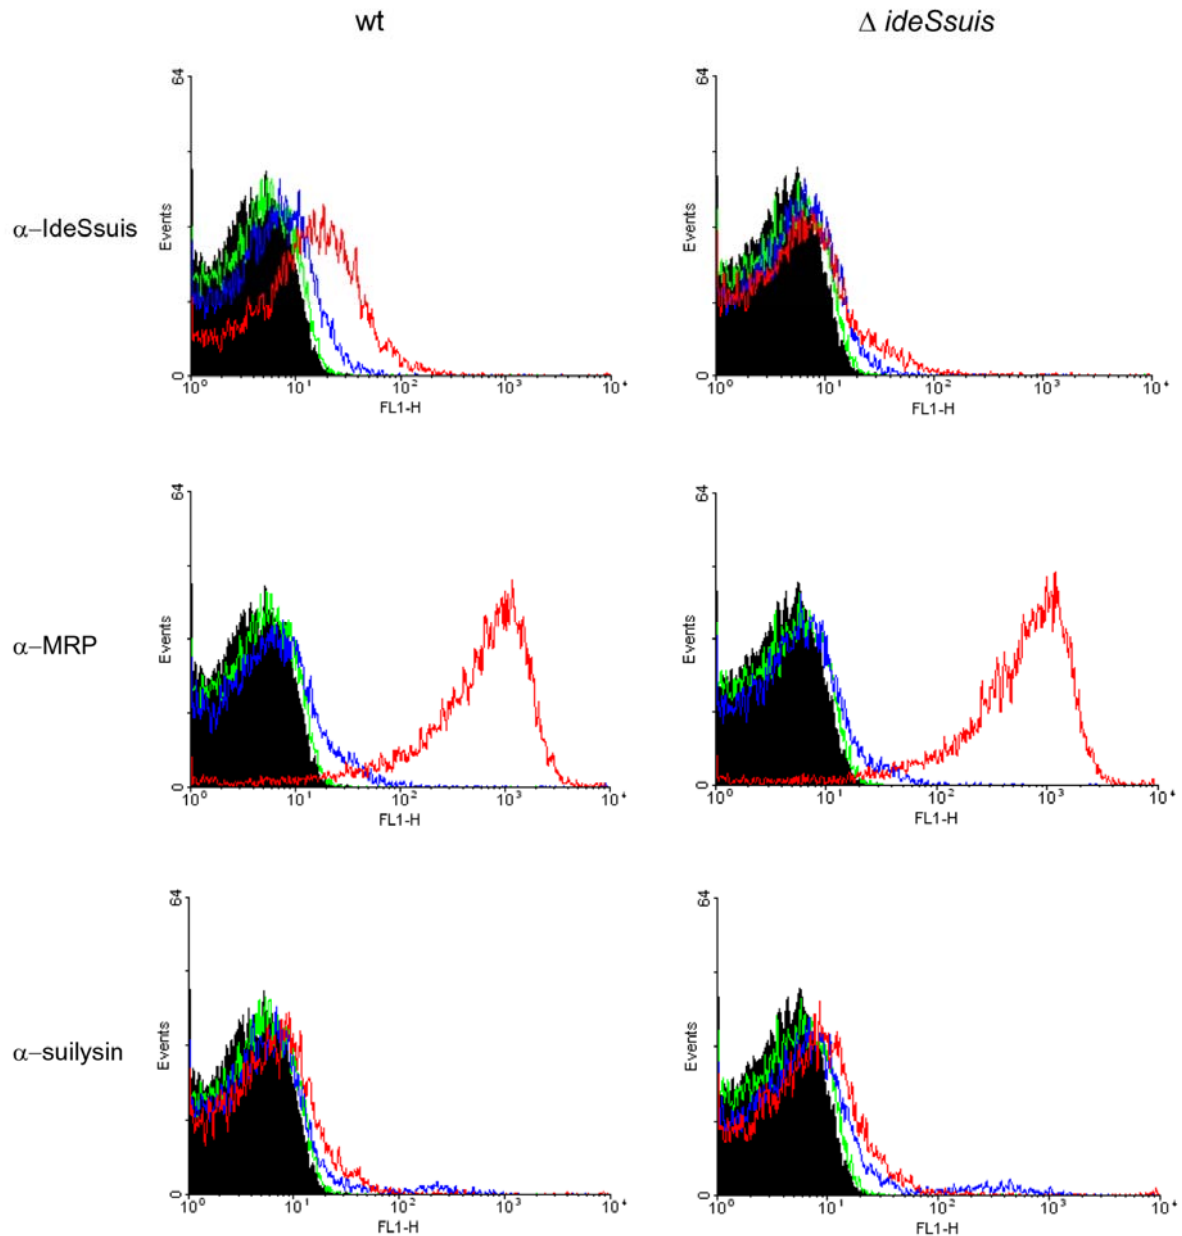 wt Δ ideSsuis
α–IdeSsuis
64 64
Events Events
0 0
10⁰ 10¹ 10² 10³ 10⁴ 10⁰ 10¹ 10² 10³ 10⁴
FL1-H FL1-H
α–MRP
64 64
Events Events
0 0
10⁰ 10¹ 10² 10³ 10⁴ 10⁰ 10¹ 10² 10³ 10⁴
FL1-H FL1-H
α–suilysin
64 64
Events Events
0 0
10⁰ 10¹ 10² 10³ 10⁴ 10⁰ 10¹ 10² 10³ 10⁴
FL1-H FL1-H